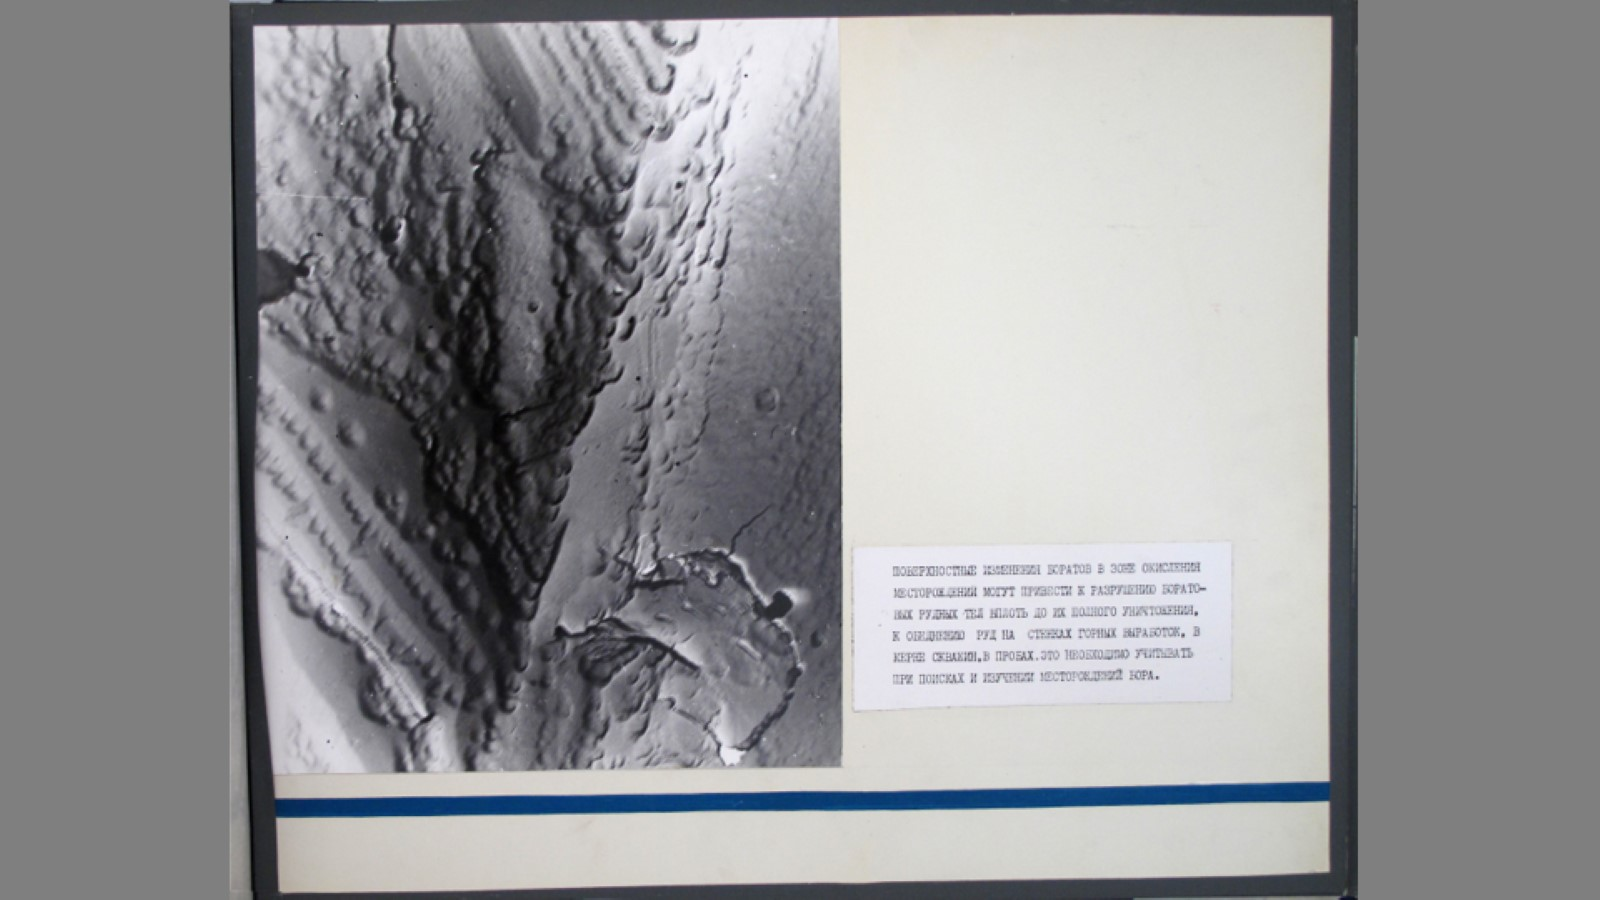 ПОВЕРХНОСТНЫЕ ИЗМЕНЕНИЯ БОРАТОВ В ЗОНЕ ОКИСЛЕНИЯ
МЕСТОРОЖДЕНИЙ МОГУТ ПРИВЕСТИ К РАЗРУШЕНИЮ БОРАТО-
ВЫХ РУДНЫХ ТЕЛ ВПЛОТЬ ДО ИХ ПОЛНОГО УНИЧТОЖЕНИЯ,
К ОБЕДНЕНИЮ РУД НА СТЕНКАХ ГОРНЫХ ВЫРАБОТОК, В
КЕРНЕ СКВАЖИН, В ПРОБАХ. ЭТО НЕОБХОДИМО УЧИТЫВАТЬ
ПРИ ПОИСКАХ И ИЗУЧЕНИИ МЕСТОРОЖДЕНИЙ БОРА.